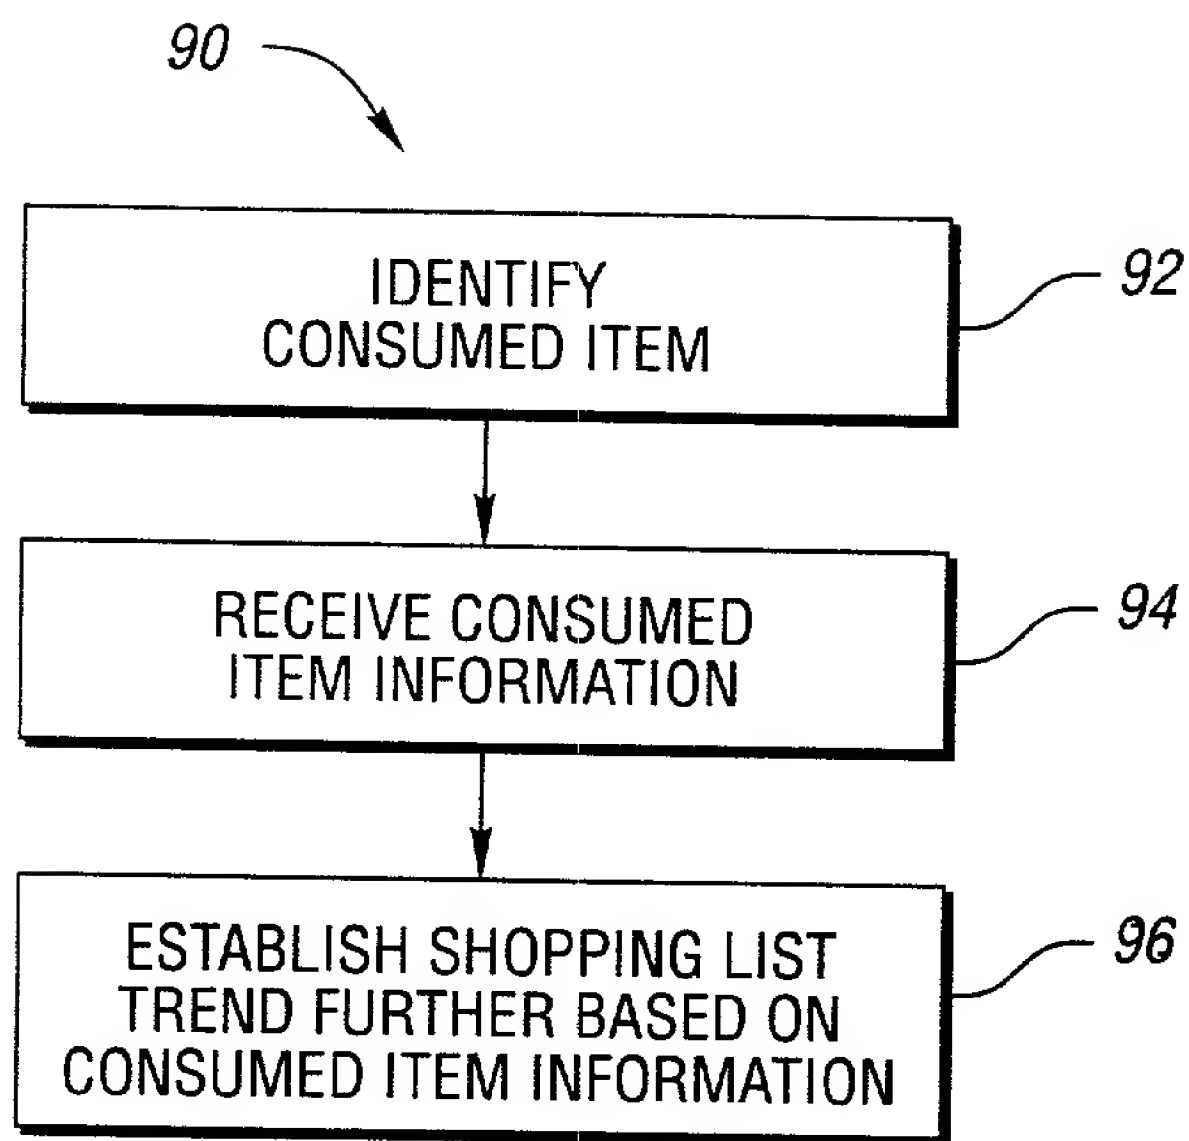 90
IDENTIFY
CONSUMED ITEM
92
RECEIVE CONSUMED
ITEM INFORMATION
94
ESTABLISH SHOPPING LIST
TREND FURTHER BASED ON
CONSUMED ITEM INFORMATION
96